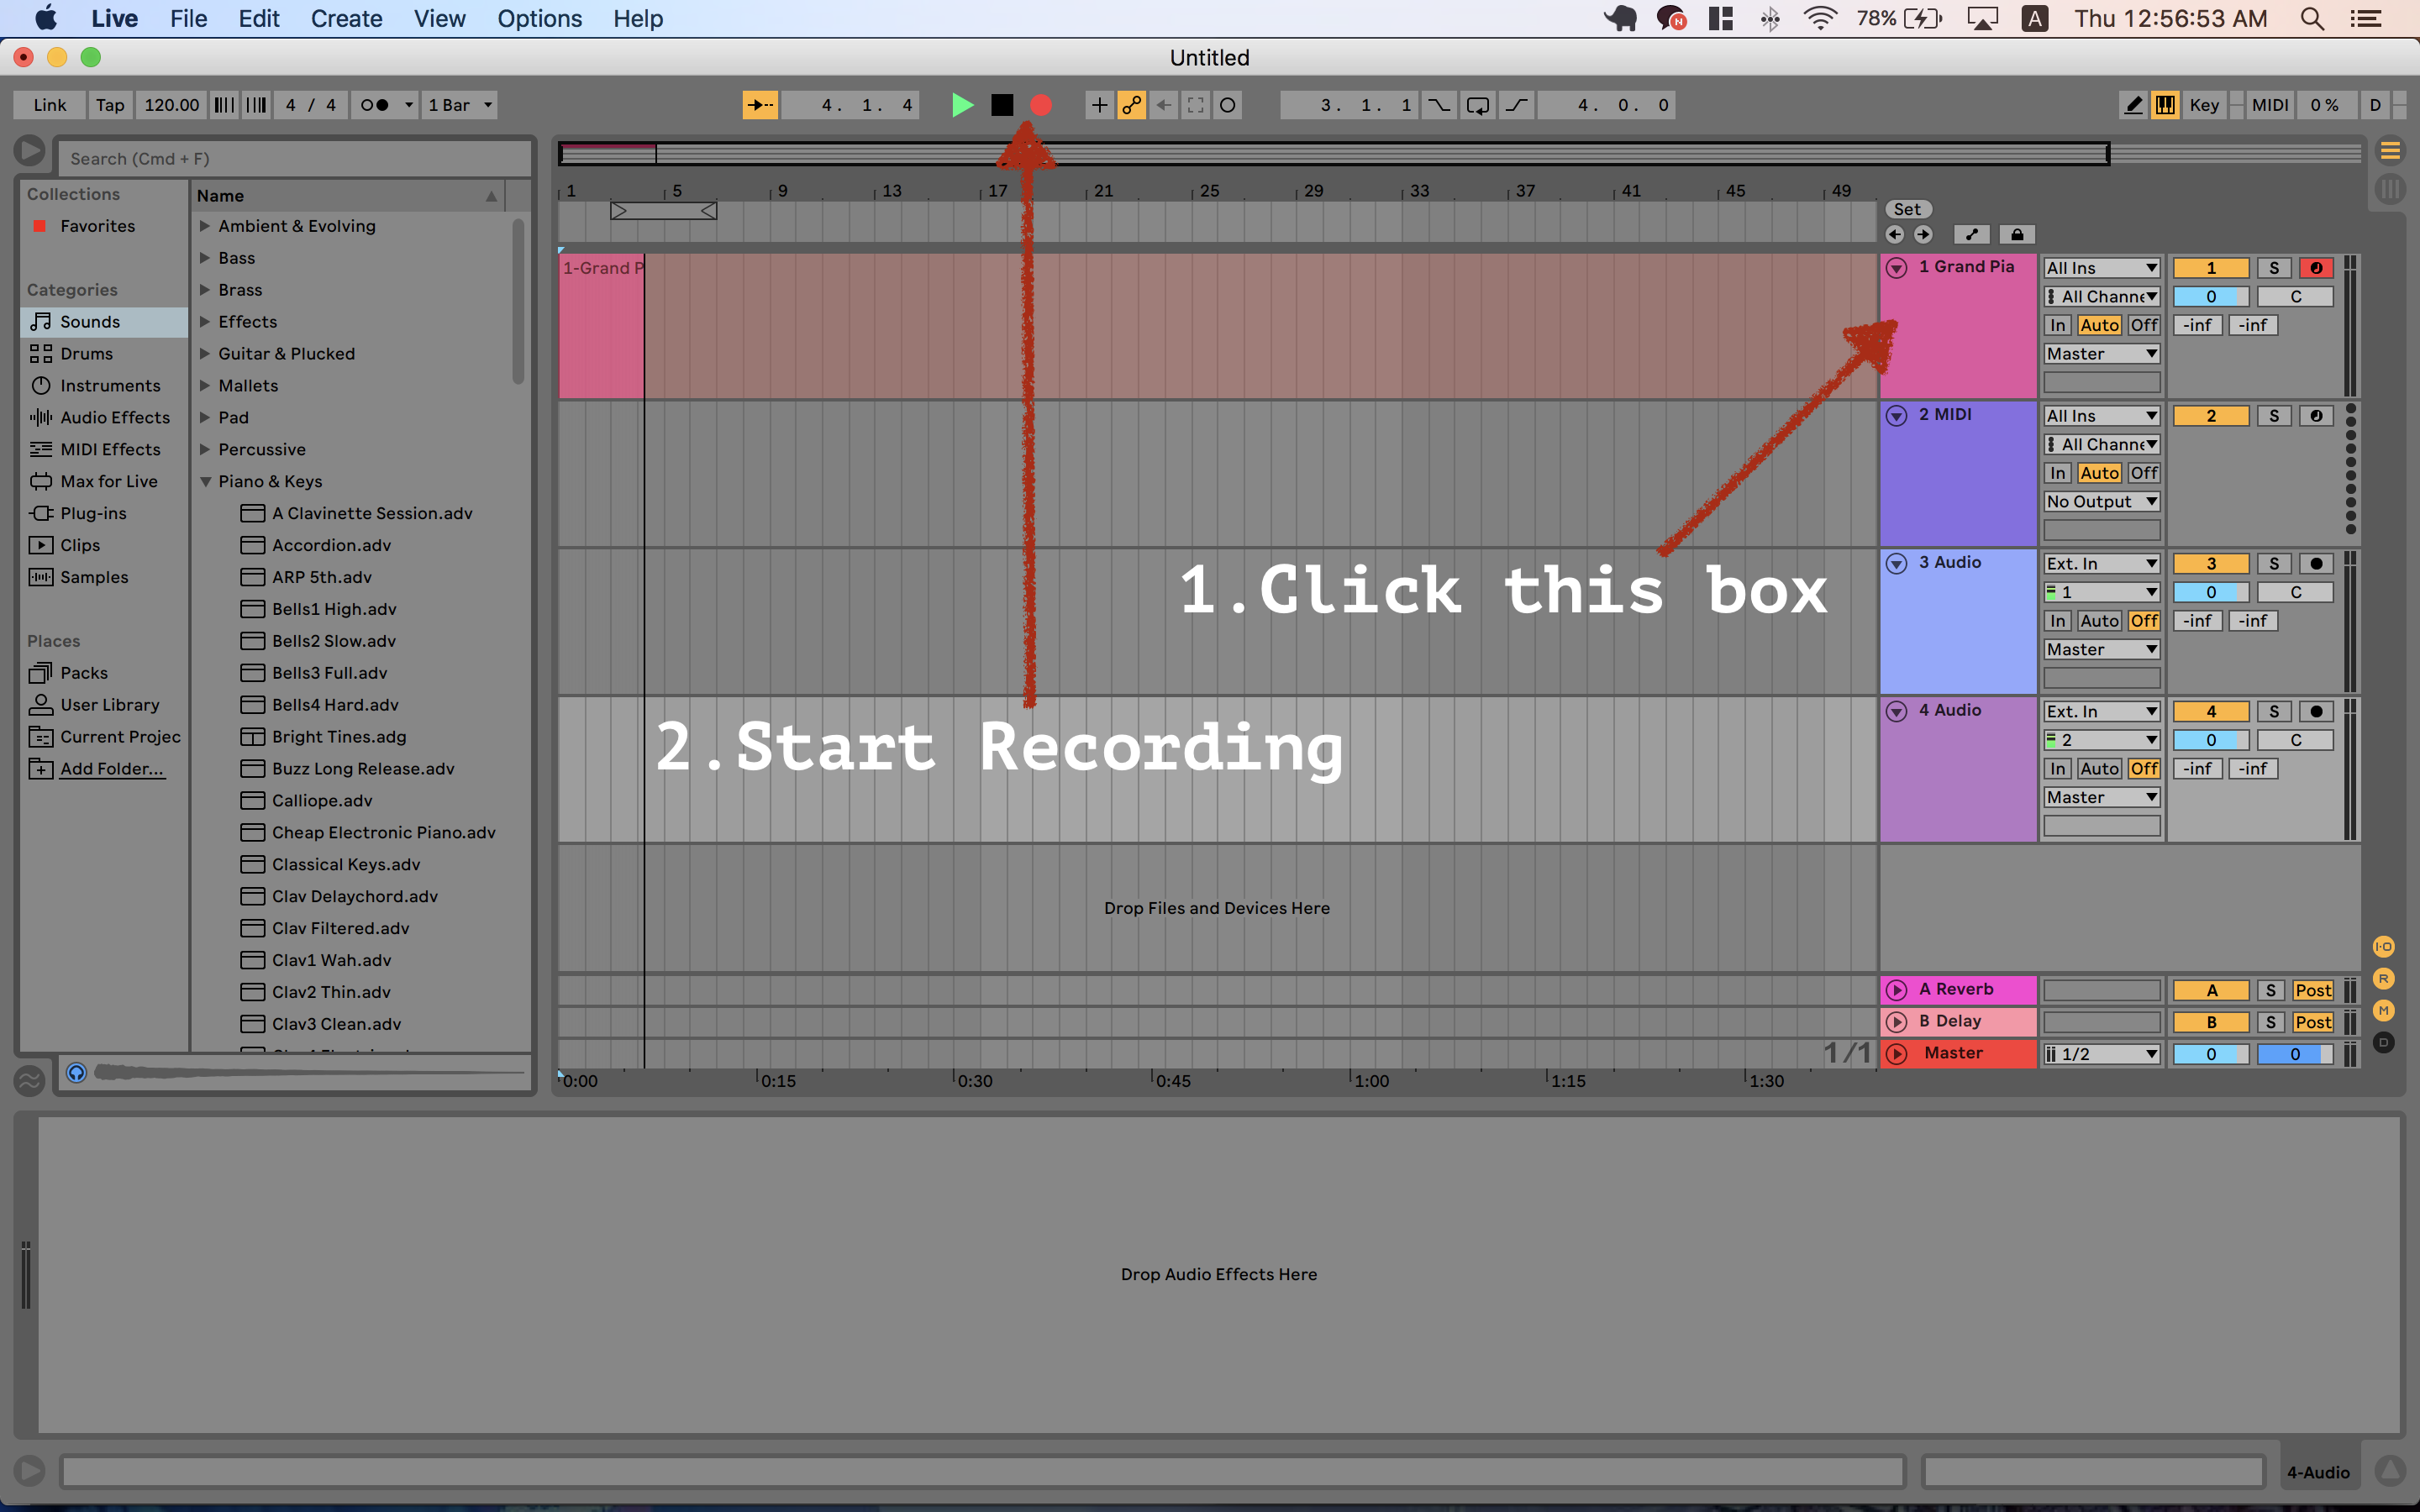 Live File Edit Create View Options Help 78% A Thu 12:56:53 AM
Untitled
Link Tap 120.00 4 / 4 1 Bar 4. 1. 4 3. 1. 1 4. 0. 0 Key MIDI 0 % D
Search (Cmd + F)
Collections
Favorites
Categories
Sounds
Drums
Instruments
Audio Effects
MIDI Effects
Max for Live
Plug-ins
Clips
Samples
Places
Packs
User Library
Current Projec
Add Folder...
Name
Ambient & Evolving
Bass
Brass
Effects
Guitar & Plucked
Mallets
Pad
Percussive
Piano & Keys
A Clavinette Session.adv
Accordion.adv
ARP 5th.adv
Bells1 High.adv
Bells2 Slow.adv
Bells3 Full.adv
Bells4 Hard.adv
Bright Tines.adg
Buzz Long Release.adv
Calliope.adv
Cheap Electronic Piano.adv
Classical Keys.adv
Clav Delaychord.adv
Clav Filtered.adv
Clav1 Wah.adv
Clav2 Thin.adv
Clav3 Clean.adv
1 5 9 13 17 21 25 29 33 37 41 45 49
Set
1-Grand P
1 Grand Pia All Ins 1 S
All Channe 0 C
In Auto Off -inf -inf
Master
2 MIDI All Ins 2 S
All Channe
In Auto Off
No Output
3 Audio Ext. In 3 S
1 0 C
In Auto Off -inf -inf
Master
1.Click this box
4 Audio Ext. In 4 S
2 0 C
In Auto Off -inf -inf
Master
2.Start Recording
Drop Files and Devices Here
I-O
R
M
D
A Reverb A S Post
B Delay B S Post
1/1 Master 1/2 0 0
0:00 0:15 0:30 0:45 1:00 1:15 1:30
Drop Audio Effects Here
4-Audio